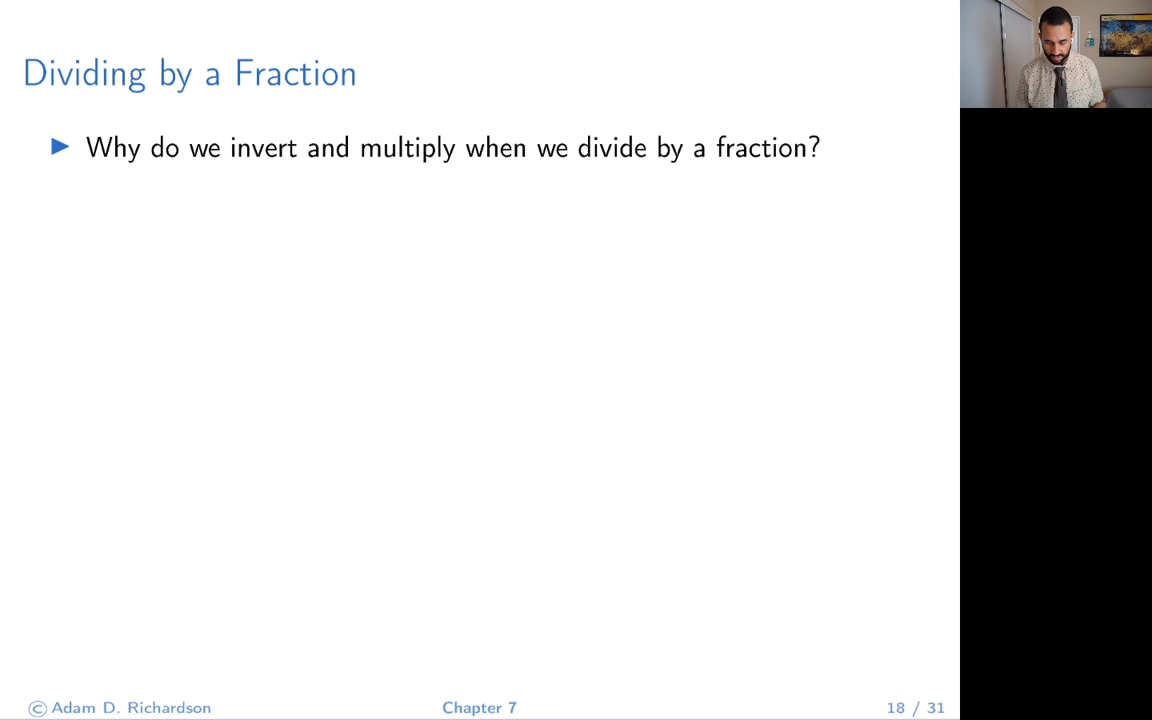 Dividing by a Fraction
Why do we invert and multiply when we divide by a fraction?
© Adam D. Richardson Chapter 7 18 / 31